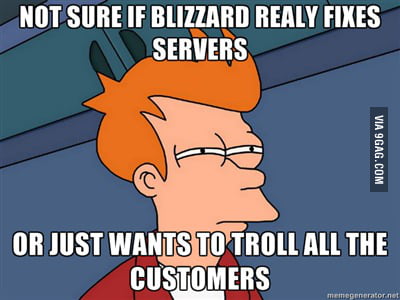 NOT SURE IF BLIZZARD REALY FIXES
SERVERS
VIA 9GAG.COM
OR JUST WANTS TO TROLL ALL THE
CUSTOMERS
memegenerator.net